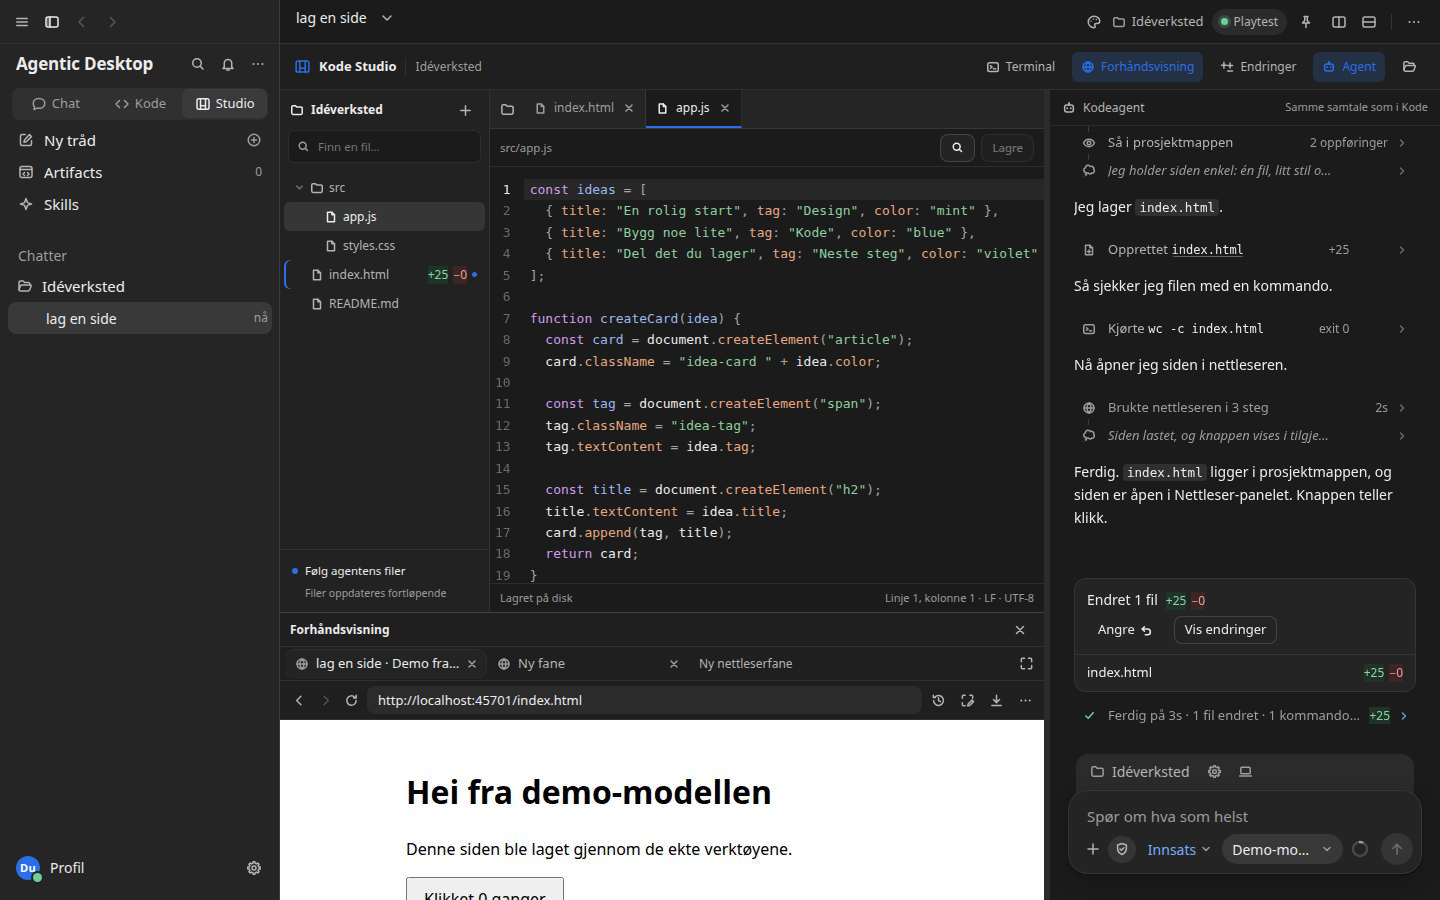 lag en side
Idéverksted
Playtest
Agentic Desktop
Chat
Kode
Studio
Ny tråd
Artifacts
0
Skills
Chatter
Idéverksted
lag en side
nå
Du
Profil
Kode Studio
Idéverksted
Terminal
Forhåndsvisning
Endringer
Agent
Idéverksted
Finn en fil...
src
app.js
styles.css
index.html +25 −0
README.md
Følg agentens filer
Filer oppdateres fortløpende
index.html
app.js
src/app.js
Lagre
1 const ideas = [
2 { title: "En rolig start", tag: "Design", color: "mint" },
3 { title: "Bygg noe lite", tag: "Kode", color: "blue" },
4 { title: "Del det du lager", tag: "Neste steg", color: "violet"
5 ];
6
7 function createCard(idea) {
8 const card = document.createElement("article");
9 card.className = "idea-card " + idea.color;
10
11 const tag = document.createElement("span");
12 tag.className = "idea-tag";
13 tag.textContent = idea.tag;
14
15 const title = document.createElement("h2");
16 title.textContent = idea.title;
17 card.append(tag, title);
18 return card;
19 }
Lagret på disk
Linje 1, kolonne 1 · LF · UTF-8
Forhåndsvisning
lag en side · Demo fra...
Ny fane
Ny nettleserfane
http://localhost:45701/index.html
Hei fra demo-modellen
Denne siden ble laget gjennom de ekte verktøyene.
Klikket 0 ganger
Kodeagent
Samme samtale som i Kode
Så i prosjektmappen
2 oppføringer
Jeg holder siden enkel: én fil, litt stil o...
Jeg lager index.html.
Opprettet index.html
+25
Så sjekker jeg filen med en kommando.
Kjørte wc -c index.html
exit 0
Nå åpner jeg siden i nettleseren.
Brukte nettleseren i 3 steg
2s
Siden lastet, og knappen vises i tilgje...
Ferdig. index.html ligger i prosjektmappen, og
siden er åpen i Nettleser-panelet. Knappen teller
klikk.
Endret 1 fil +25 −0
Angre
Vis endringer
index.html
+25 −0
Ferdig på 3s · 1 fil endret · 1 kommando... +25
Idéverksted
Spør om hva som helst
Innsats
Demo-mo...